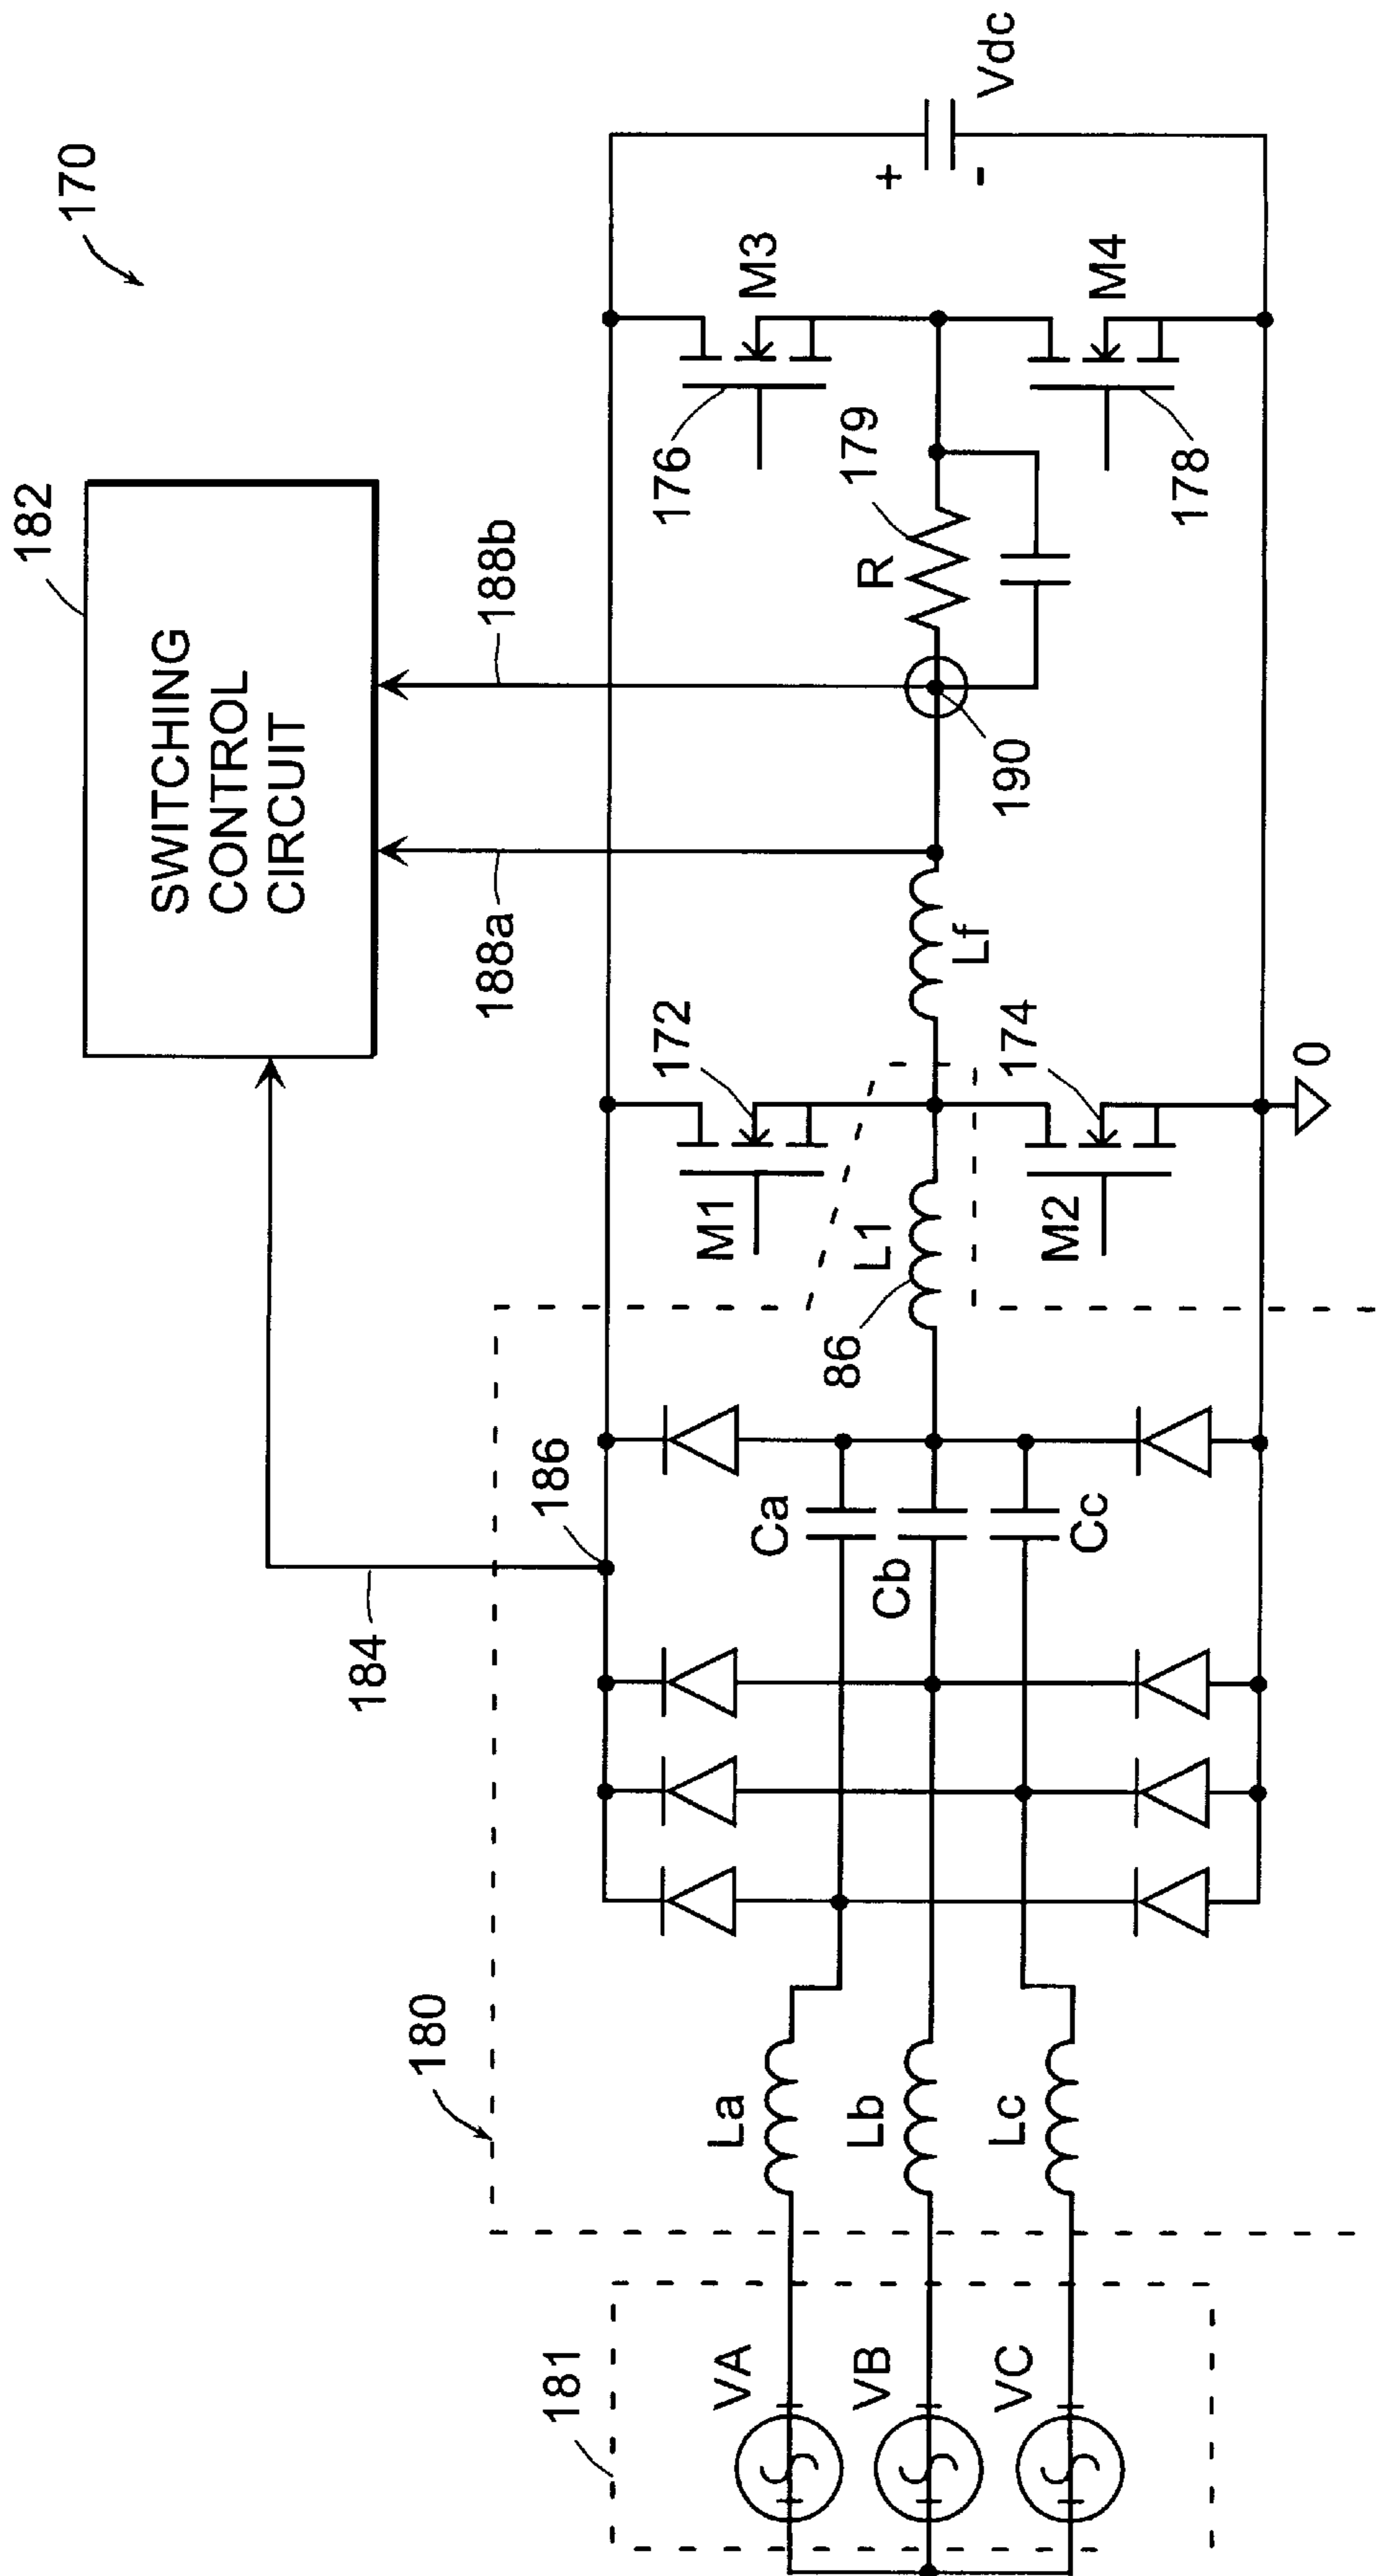 170
182
SWITCHING
CONTROL
CIRCUIT
184
186
188a
188b
180
181
VA
VB
VC
La
Lb
Lc
Ca
Cb
Cc
86
L1
M1
172
M2
174
0
Lf
190
R
179
176
M3
178
M4
+
-
Vdc